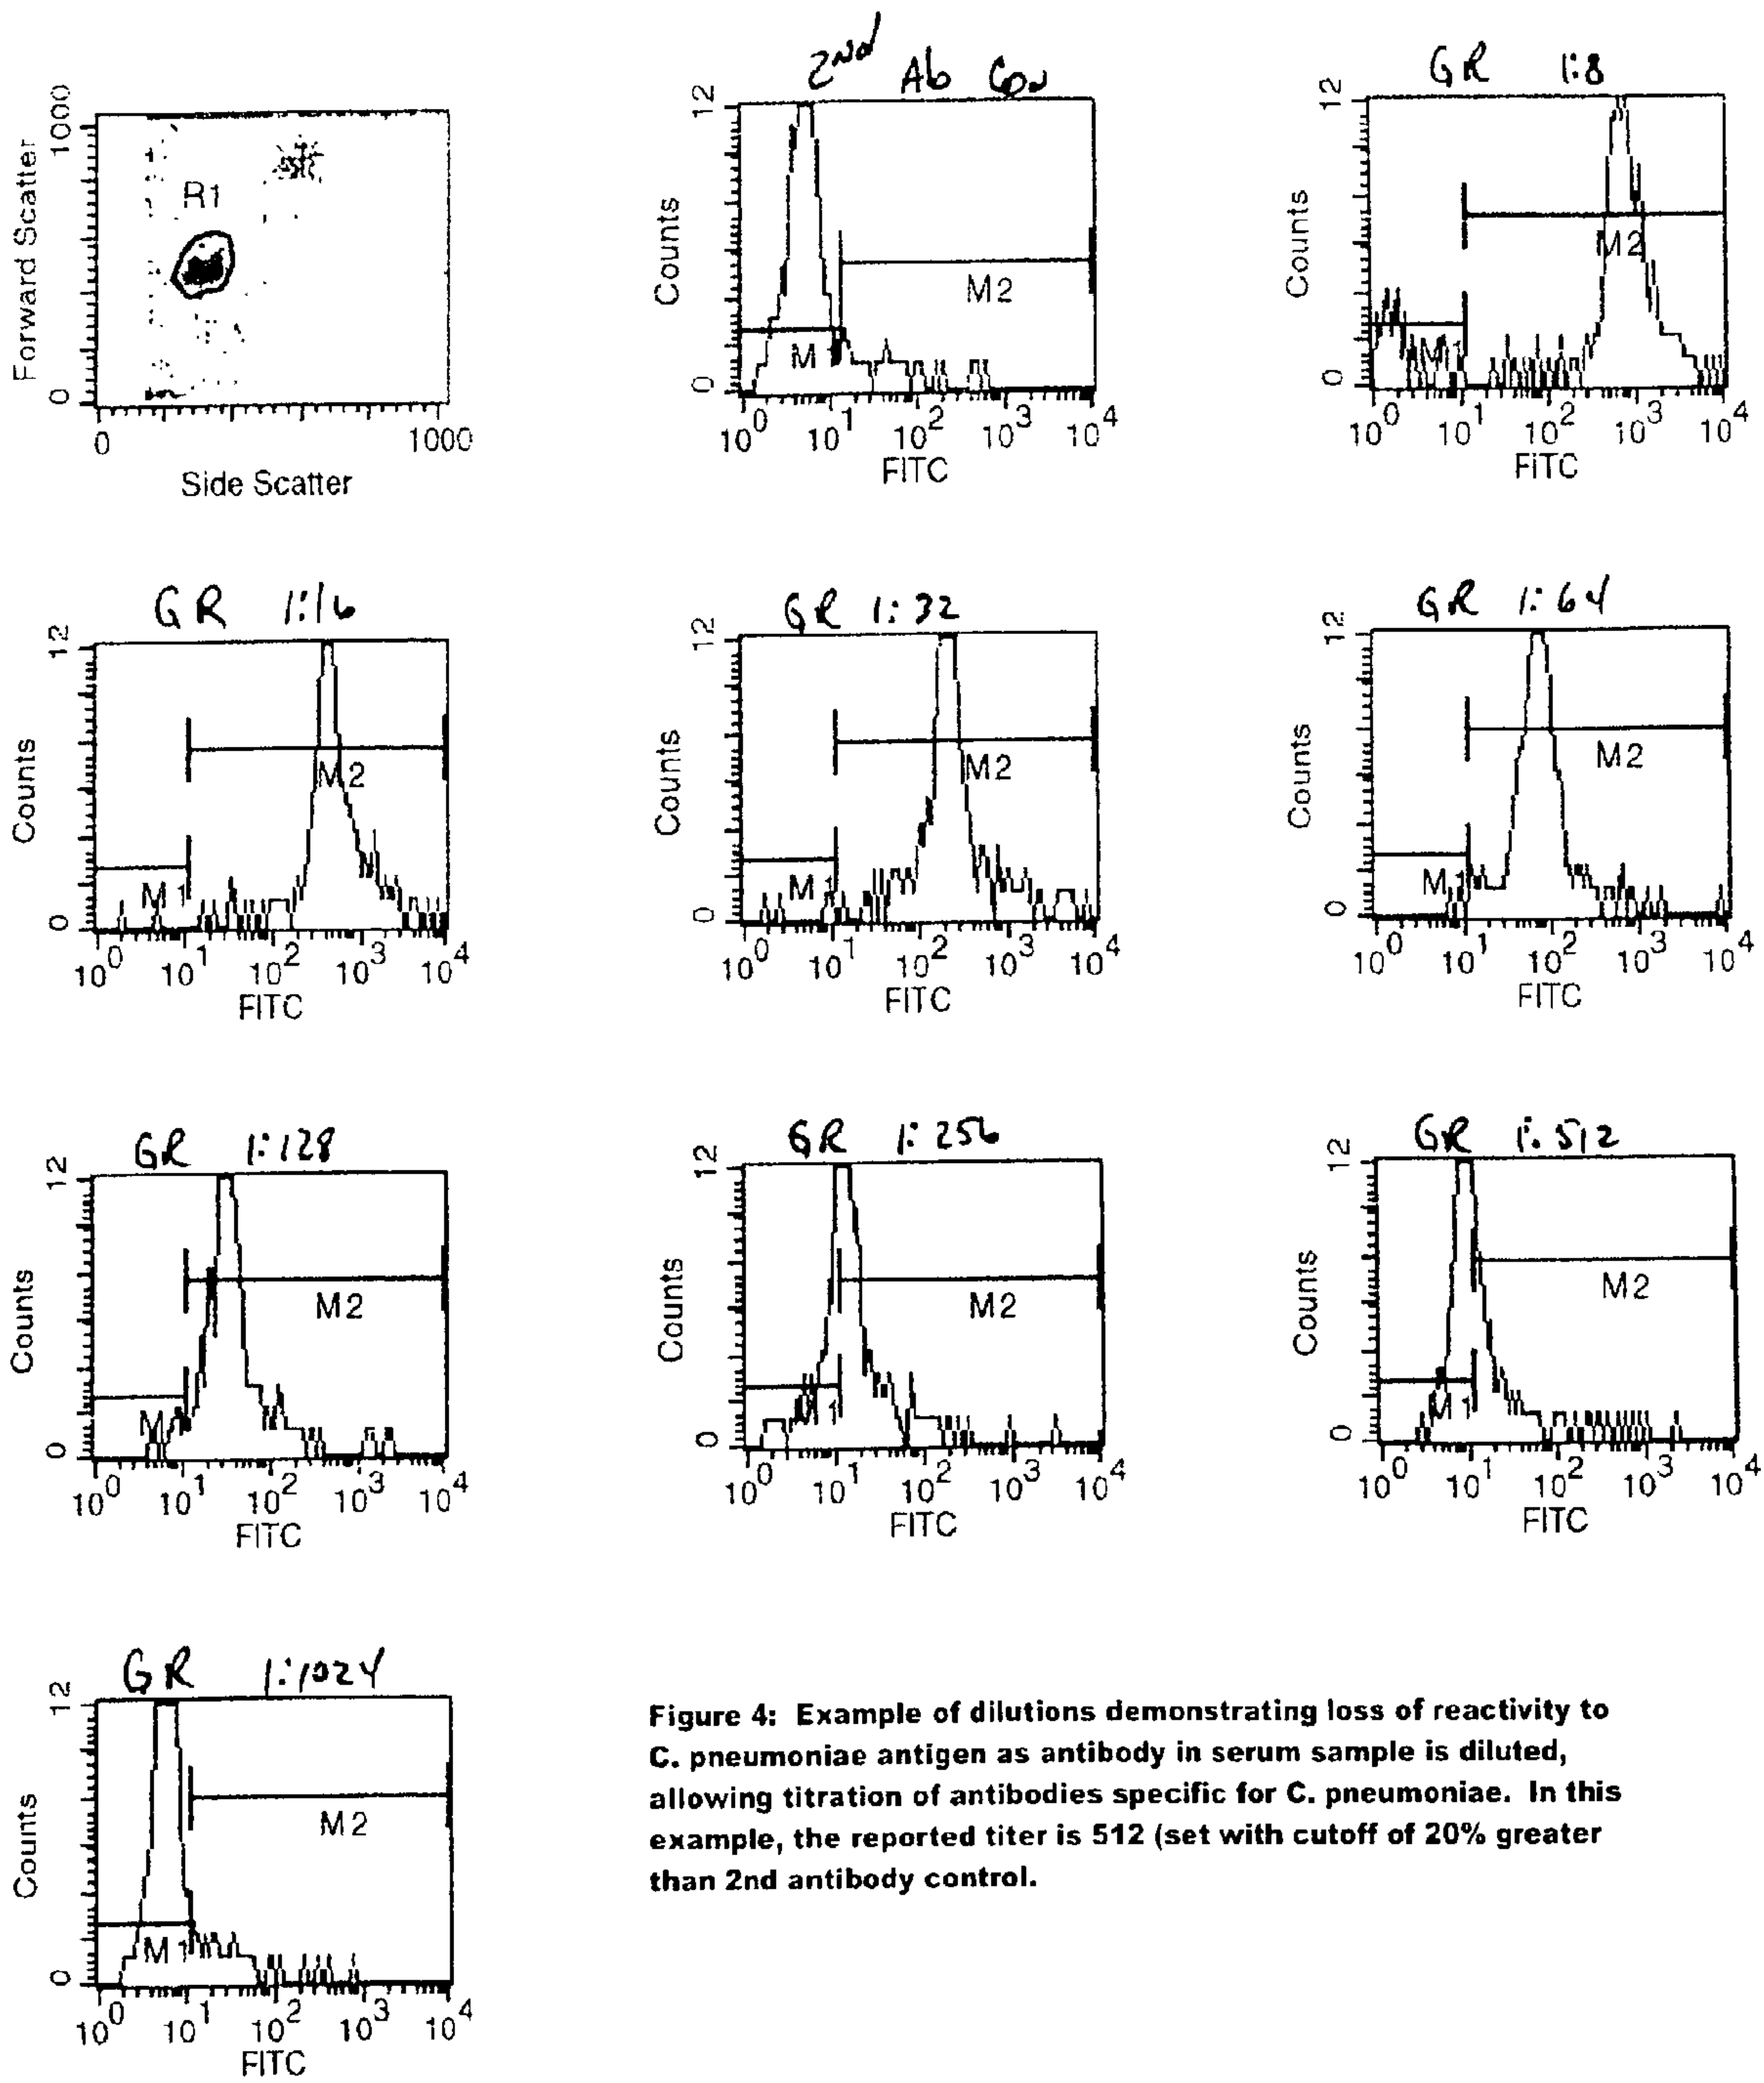 1000
Forward Scatter
R1
0
0 1000
Side Scatter
2nd Ab Con
12
Counts
M2
M1
0
10^0 10^1 10^2 10^3 10^4
FITC
GR 1:8
12
Counts
M2
M1
0
10^0 10^1 10^2 10^3 10^4
FITC
GR 1:16
12
Counts
M2
M1
0
10^0 10^1 10^2 10^3 10^4
FITC
GR 1:32
12
Counts
M2
M1
0
10^0 10^1 10^2 10^3 10^4
FITC
GR 1:64
12
Counts
M2
M1
0
10^0 10^1 10^2 10^3 10^4
FITC
GR 1:128
12
Counts
M2
M
0
10^0 10^1 10^2 10^3 10^4
FITC
GR 1:256
12
Counts
M2
M1
0
10^0 10^1 10^2 10^3 10^4
FITC
GR 1:512
12
Counts
M2
M1
0
10^0 10^1 10^2 10^3 10^4
FITC
GR 1:1024
12
Counts
M2
M1
0
10^0 10^1 10^2 10^3 10^4
FITC
Figure 4: Example of dilutions demonstrating loss of reactivity to
C. pneumoniae antigen as antibody in serum sample is diluted,
allowing titration of antibodies specific for C. pneumoniae. In this
example, the reported titer is 512 (set with cutoff of 20% greater
than 2nd antibody control.